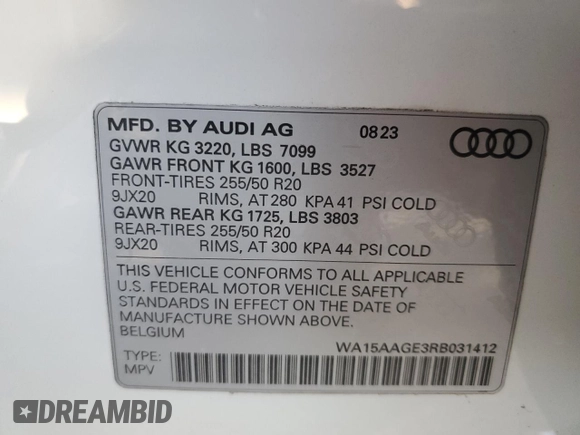 MFD. BY AUDI AG 0823
GVWR KG 3220, LBS 7099
GAWR FRONT KG 1600, LBS 3527
FRONT-TIRES 255/50 R20
9JX20 RIMS, AT 280 KPA 41 PSI COLD
GAWR REAR KG 1725, LBS 3803
REAR-TIRES 255/50 R20
9JX20 RIMS, AT 300 KPA 44 PSI COLD
THIS VEHICLE CONFORMS TO ALL APPLICABLE
U.S. FEDERAL MOTOR VEHICLE SAFETY
STANDARDS IN EFFECT ON THE DATE OF
MANUFACTURE SHOWN ABOVE.
BELGIUM
WA15AAGE3RB031412
TYPE:
MPV
DREAMBID